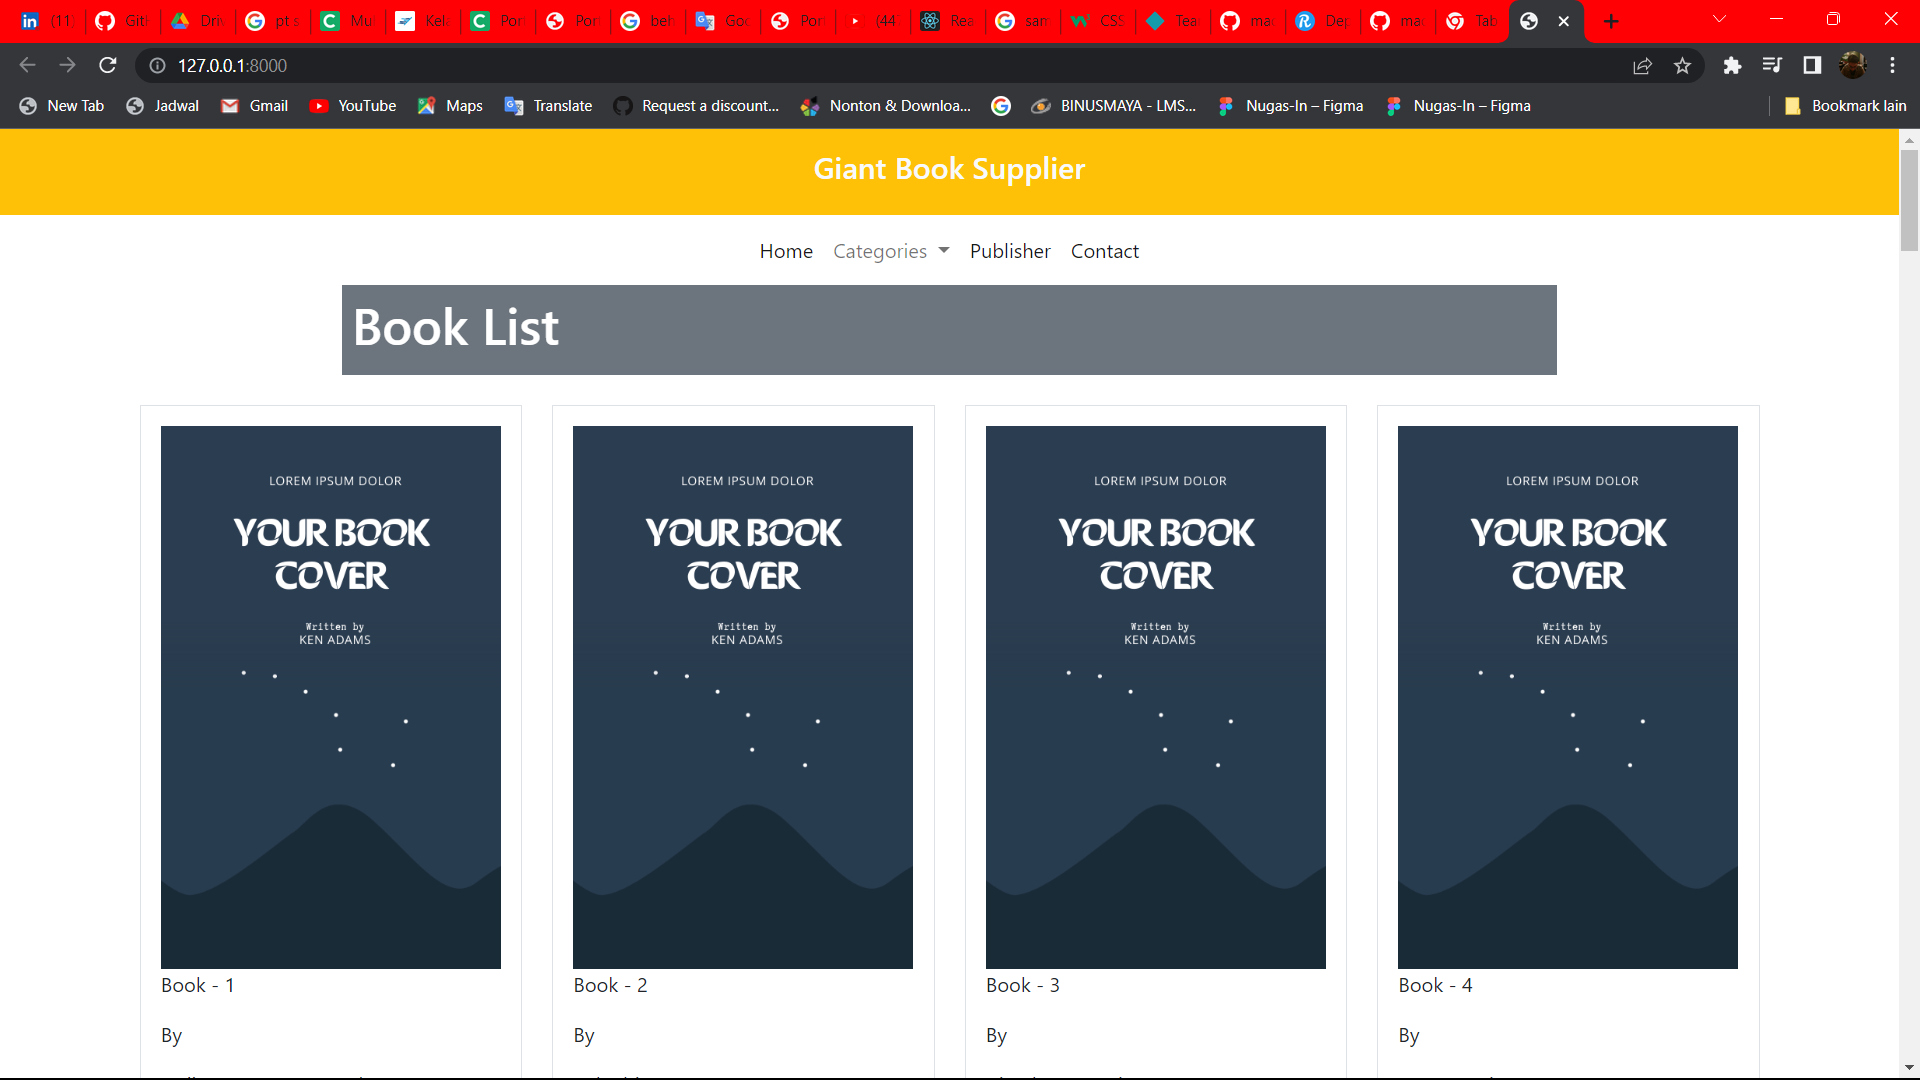 (11) Gitl Driv pt s Mu Kela Por Por beh Goo Port (44 Rea sam CSS Tea ma Dep ma Tab
127.0.0.1:8000
New Tab Jadwal Gmail YouTube Maps Translate Request a discount... Nonton & Downloa... BINUSMAYA - LMS... Nugas-In – Figma Nugas-In – Figma Bookmark lain
Giant Book Supplier
Home Categories Publisher Contact
Book List
LOREM IPSUM DOLOR LOREM IPSUM DOLOR LOREM IPSUM DOLOR LOREM IPSUM DOLOR
YOUR BOOK YOUR BOOK YOUR BOOK YOUR BOOK
COVER COVER COVER COVER
Written by Written by Written by Written by
KEN ADAMS KEN ADAMS KEN ADAMS KEN ADAMS
Book - 1 Book - 2 Book - 3 Book - 4
By By By By